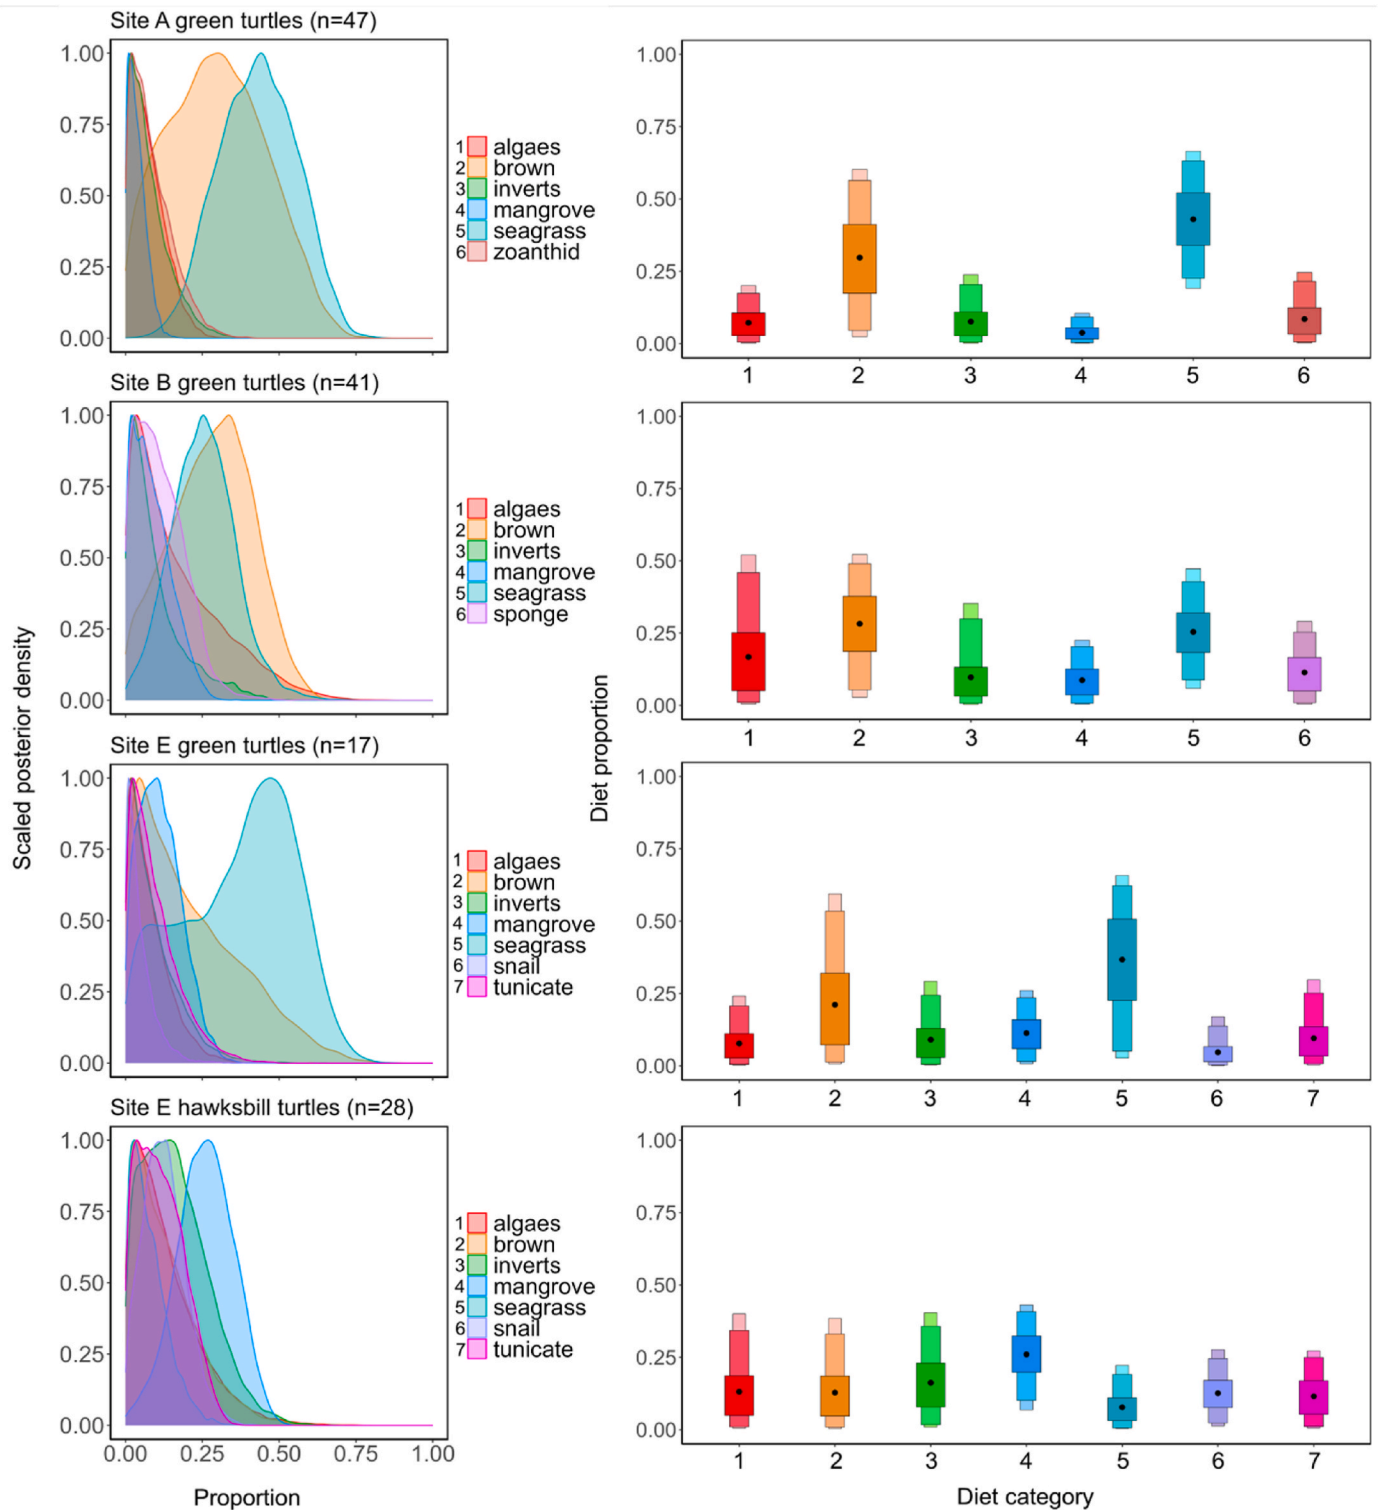 Site A green turtles (n=47)
1.00
0.75
0.50
0.25
0.00
1 algaes
2 brown
3 inverts
4 mangrove
5 seagrass
6 zoanthid
1.00
0.75
0.50
0.25
0.00
1 2 3 4 5 6
Site B green turtles (n=41)
1.00
0.75
0.50
0.25
0.00
1 algaes
2 brown
3 inverts
4 mangrove
5 seagrass
6 sponge
1.00
0.75
0.50
0.25
0.00
1 2 3 4 5 6
Scaled posterior density
Diet proportion
Site E green turtles (n=17)
1.00
0.75
0.50
0.25
0.00
1 algaes
2 brown
3 inverts
4 mangrove
5 seagrass
6 snail
7 tunicate
1.00
0.75
0.50
0.25
0.00
1 2 3 4 5 6 7
Site E hawksbill turtles (n=28)
1.00
0.75
0.50
0.25
0.00
0.00 0.25 0.50 0.75 1.00
Proportion
1 algaes
2 brown
3 inverts
4 mangrove
5 seagrass
6 snail
7 tunicate
1.00
0.75
0.50
0.25
0.00
1 2 3 4 5 6 7
Diet category